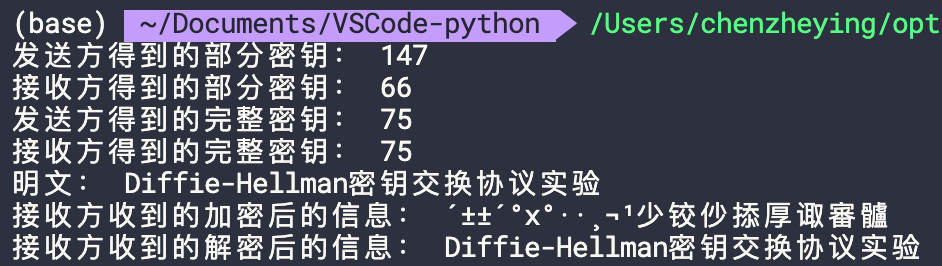 (base) ~/Documents/VSCode-python /Users/chenzheying/opt
发送方得到的部分密钥： 147
接收方得到的部分密钥： 66
发送方得到的完整密钥： 75
接收方得到的完整密钥： 75
明文： Diffie-Hellman密钥交换协议实验
接收方收到的加密后的信息： ´±±´°x°··¸¬¹少铰仯掭厚诹審髗
接收方收到的解密后的信息： Diffie-Hellman密钥交换协议实验